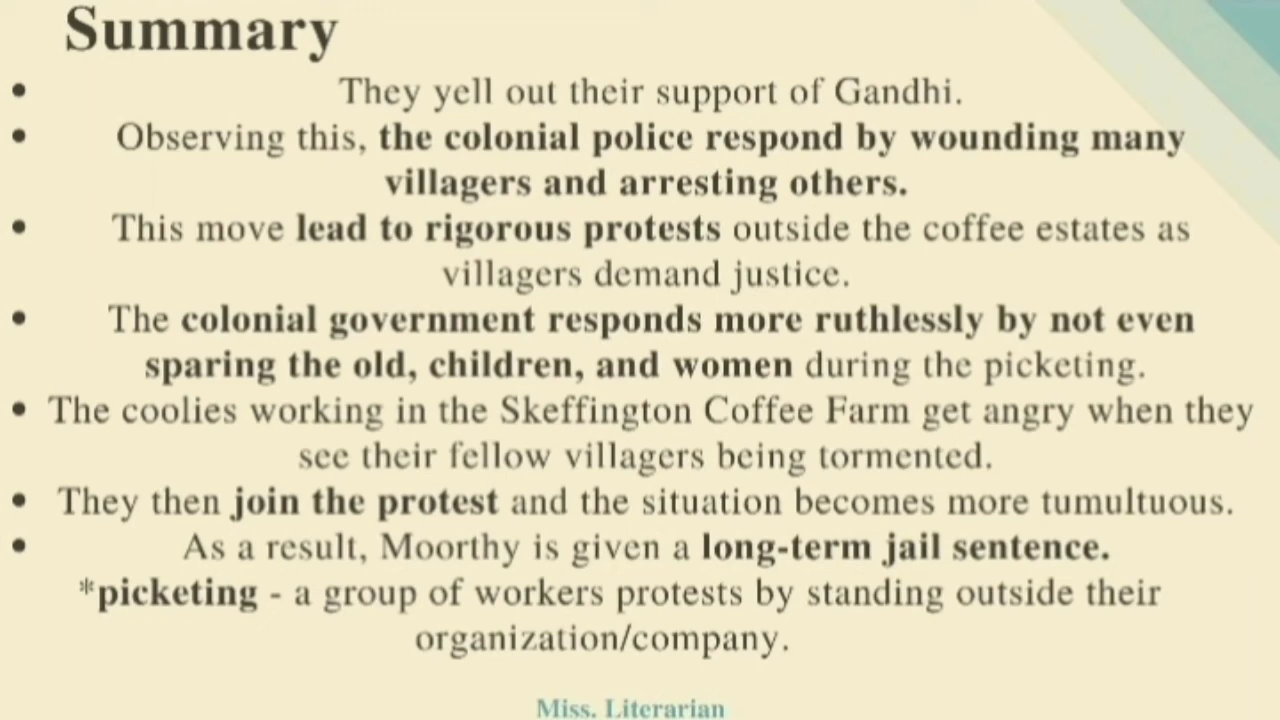 Summary
• They yell out their support of Gandhi.
• Observing this, the colonial police respond by wounding many
villagers and arresting others.
• This move lead to rigorous protests outside the coffee estates as
villagers demand justice.
• The colonial government responds more ruthlessly by not even
sparing the old, children, and women during the picketing.
• The coolies working in the Skeffington Coffee Farm get angry when they
see their fellow villagers being tormented.
• They then join the protest and the situation becomes more tumultuous.
• As a result, Moorthy is given a long-term jail sentence.
*picketing - a group of workers protests by standing outside their
organization/company.
Miss. Literarian